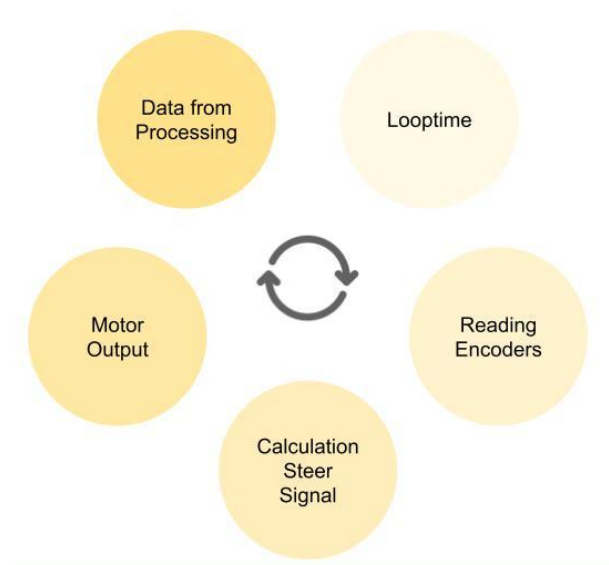 Data from
Processing
Looptime
Motor
Output
Reading
Encoders
Calculation
Steer
Signal